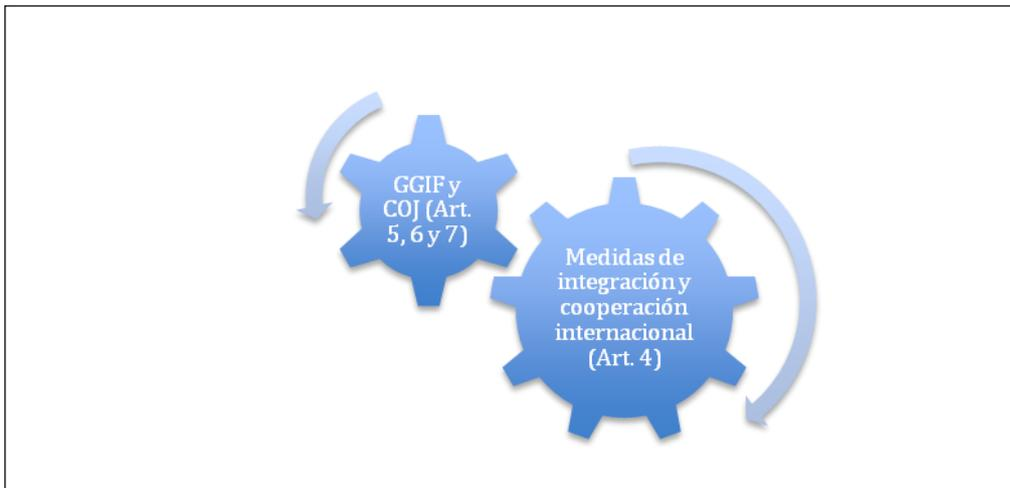 GGIF y
COJ (Art.
5, 6 y 7)
Medidas de
integración y
cooperación
internacional
(Art. 4)